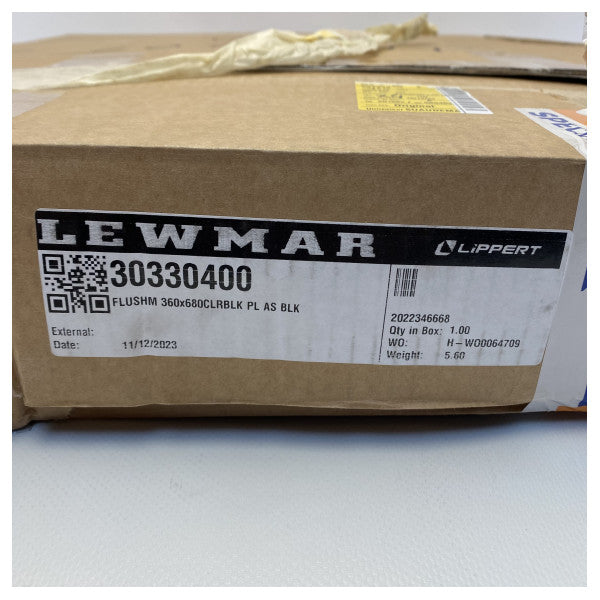 Original
LEWMAR
LiPPERT
30330400
FLUSHM 360x680CLRBLK PL AS BLK
External:
Date: 11/12/2023
2022346668
Qty in Box: 1.00
WO: H-WO0064709
Weight: 5.60